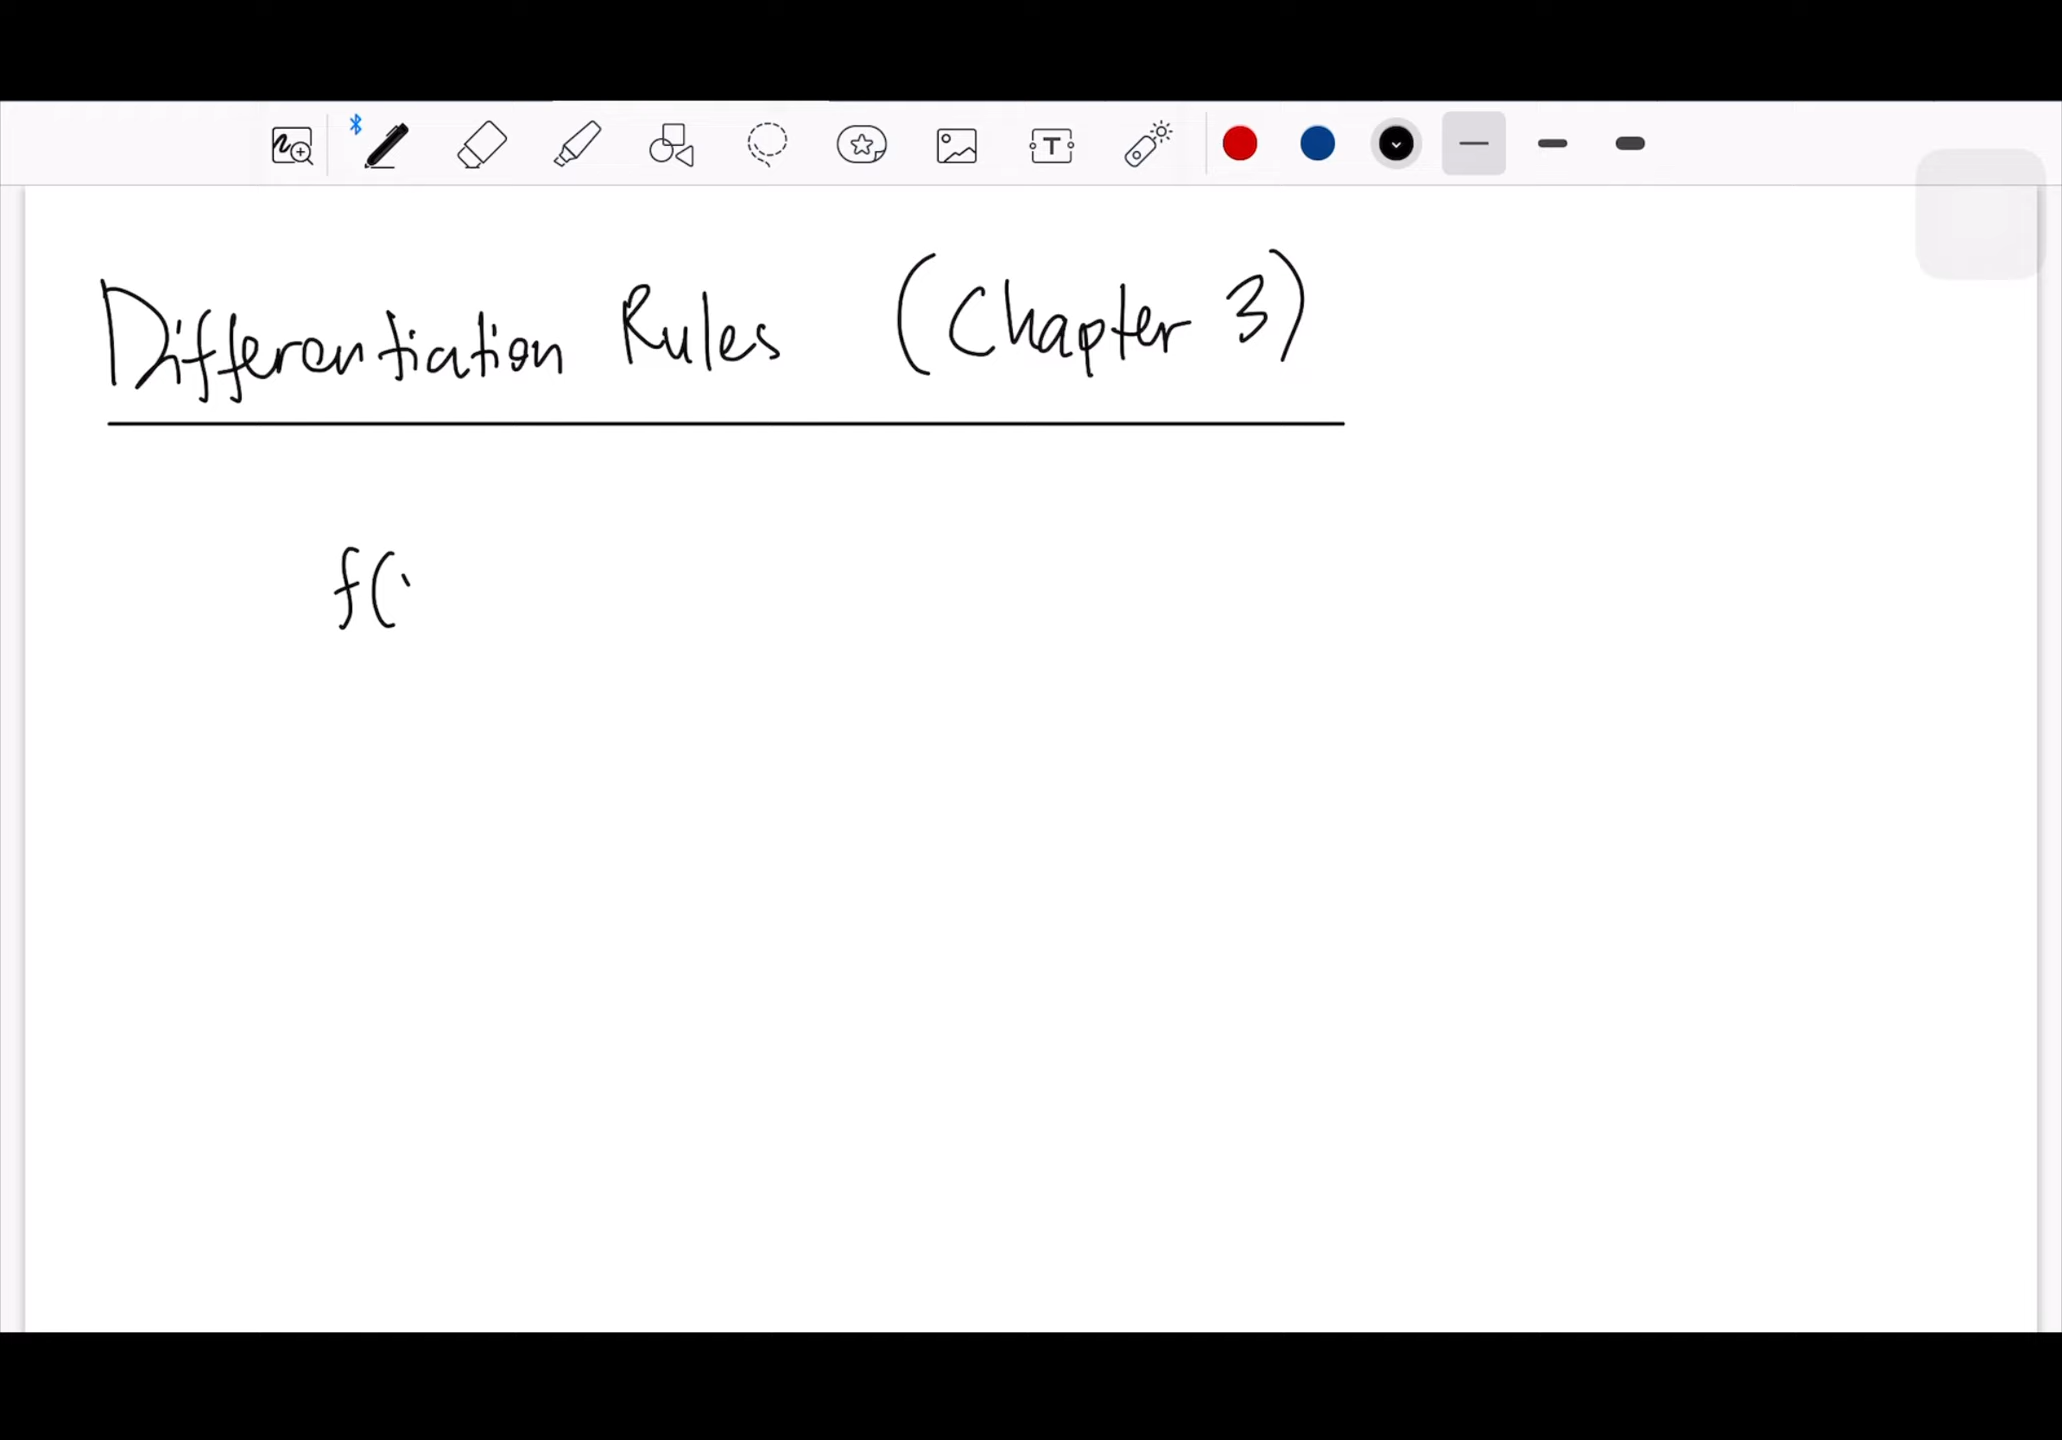 Differentiation Rules (Chapter 3)
f(